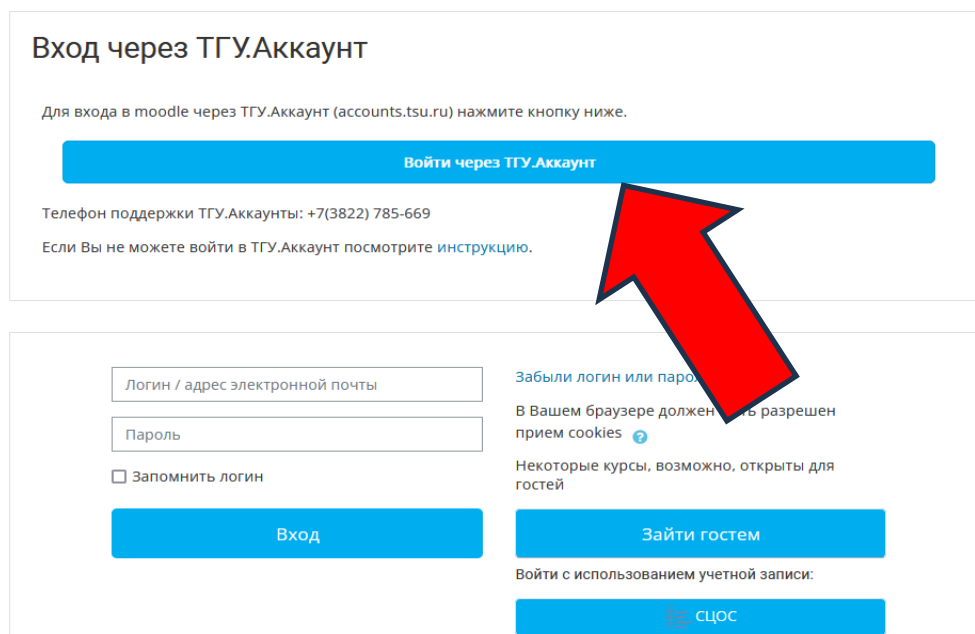 Вход через ТГУ.Аккаунт
Для входа в moodle через ТГУ.Аккаунт (accounts.tsu.ru) нажмите кнопку ниже.
Войти через ТГУ.Аккаунт
Телефон поддержки ТГУ.Аккаунты: +7(3822) 785-669
Если Вы не можете войти в ТГУ.Аккаунт посмотрите инструкцию.
Логин / адрес электронной почты
Пароль
Запомнить логин
Вход
Забыли логин или
В Вашем браузере должен разрешен
прием cookies
Некоторые курсы, возможно, открыты для
гостей
Зайти гостем
Войти с использованием учетной записи:
СЦОС